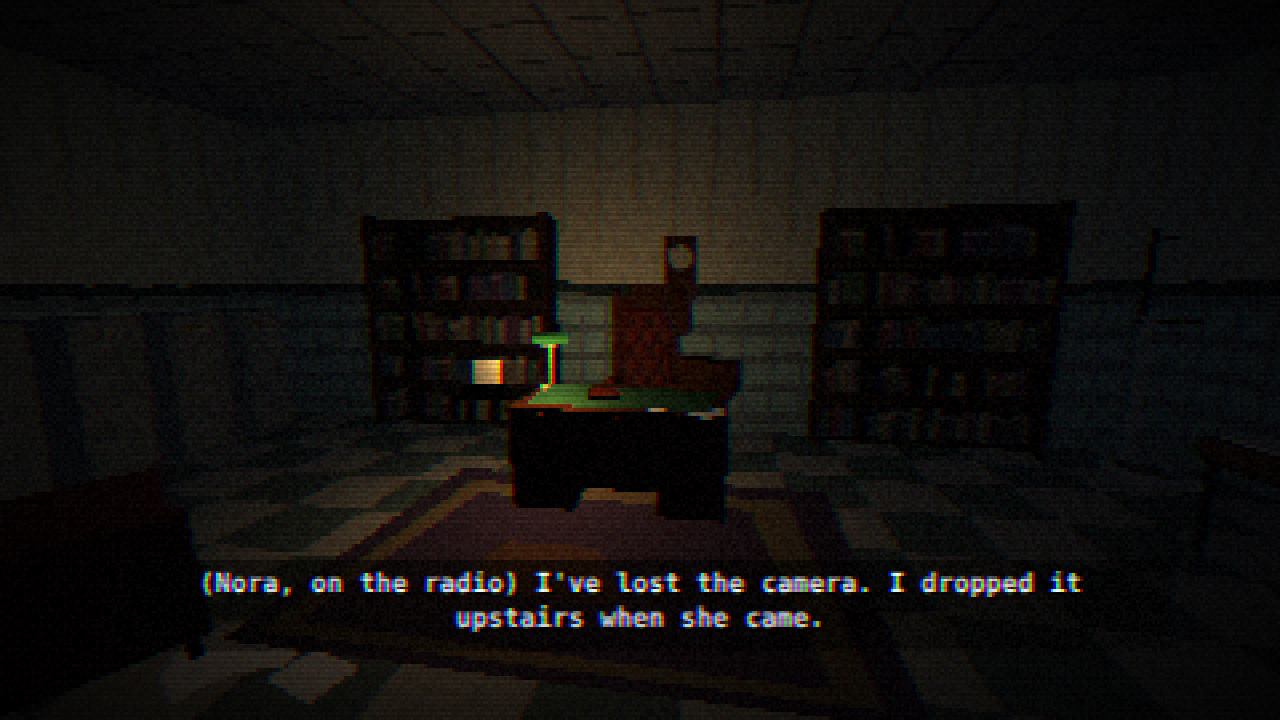 (Nora, on the radio) I've lost the camera. I dropped it
upstairs when she came.